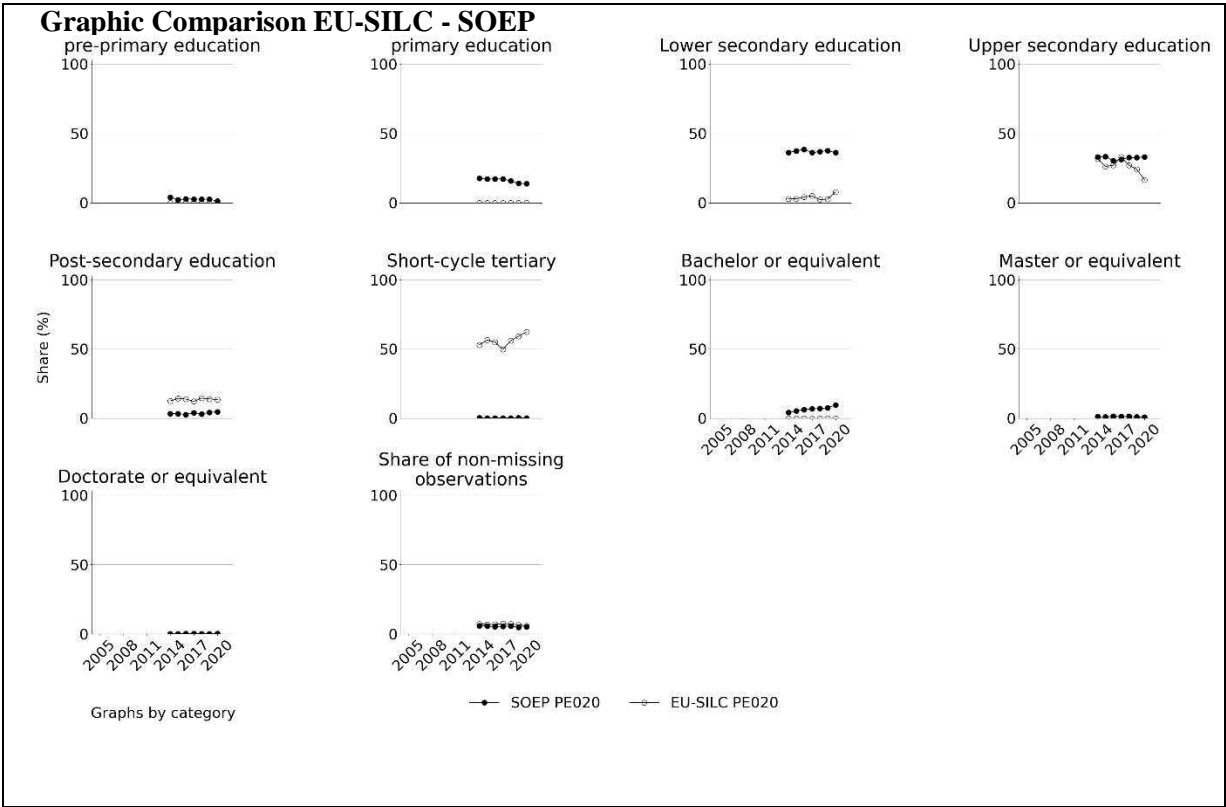 Graphic Comparison EU-SILC - SOEP
pre-primary education primary education Lower secondary education Upper secondary education
100 100 100 100
50 50 50 50
0 0 0 0
Post-secondary education Short-cycle tertiary Bachelor or equivalent Master or equivalent
100 100 100 100
Share (%)
50 50 50 50
0 0 0 0
2005 2008 2011 2014 2017 2020 2005 2008 2011 2014 2017 2020
Doctorate or equivalent
Share of non-missing
observations
100 100
50 50
0 0
2005 2008 2011 2014 2017 2020 2005 2008 2011 2014 2017 2020
Graphs by category
SOEP PE020 EU-SILC PE020